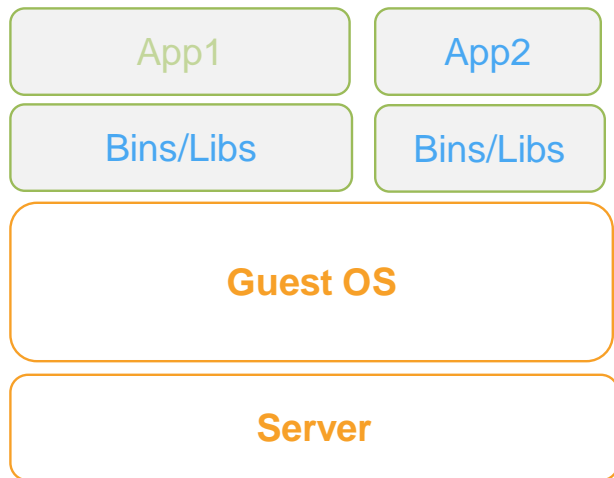 App1
App2
Bins/Libs
Bins/Libs
Guest OS
Server